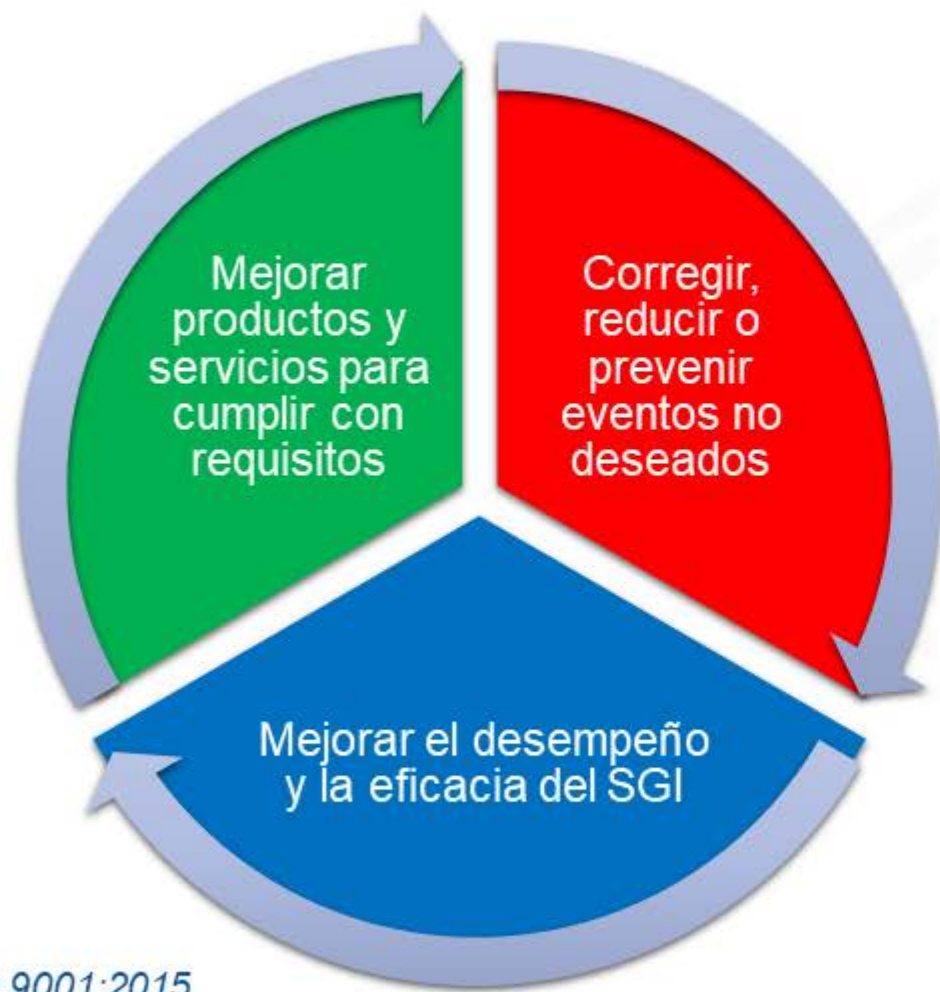 Mejorar
productos y
servicios para
cumplir con
requisitos
Corregir,
reducir o
prevenir
eventos no
deseados
Mejorar el desempeño
y la eficacia del SGI
9001:2015